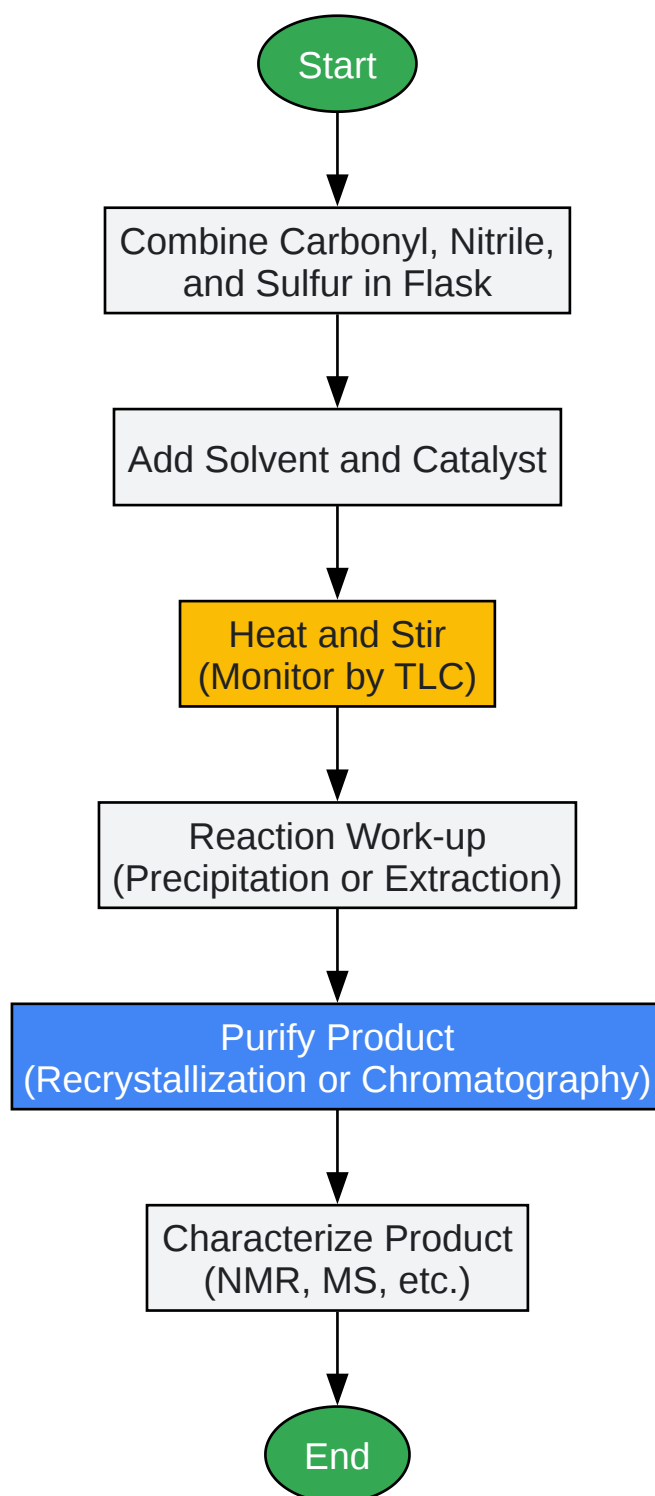 Start
Combine Carbonyl, Nitrile,
and Sulfur in Flask
Add Solvent and Catalyst
Heat and Stir
(Monitor by TLC)
Reaction Work-up
(Precipitation or Extraction)
Purify Product
(Recrystallization or Chromatography)
Characterize Product
(NMR, MS, etc.)
End